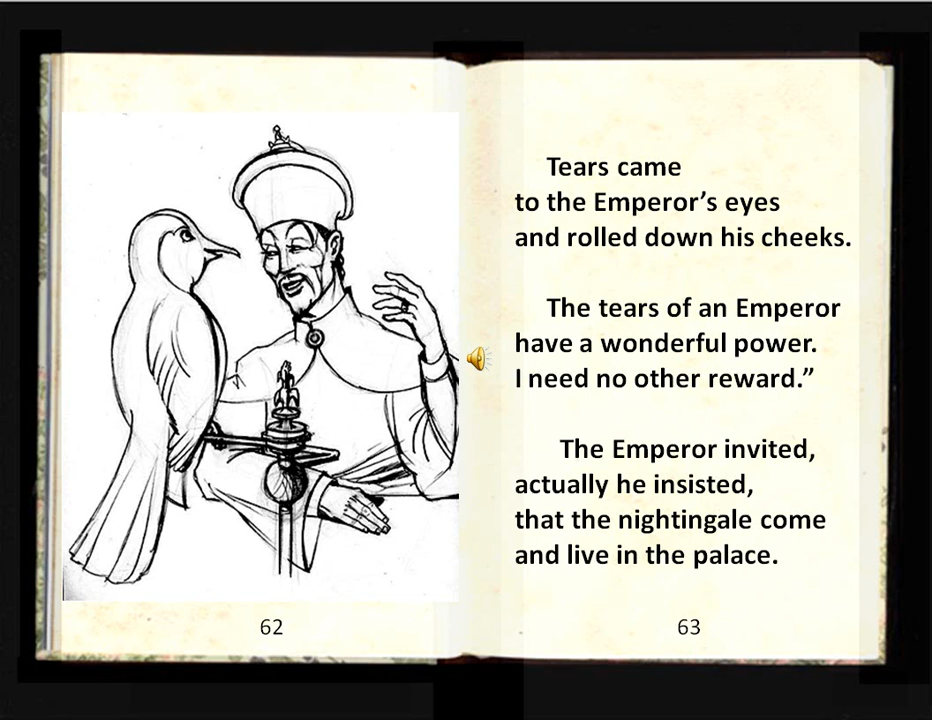 Tears came
to the Emperor’s eyes
and rolled down his cheeks.
The tears of an Emperor
have a wonderful power.
I need no other reward.”
The Emperor invited,
actually he insisted,
that the nightingale come
and live in the palace.
62
63